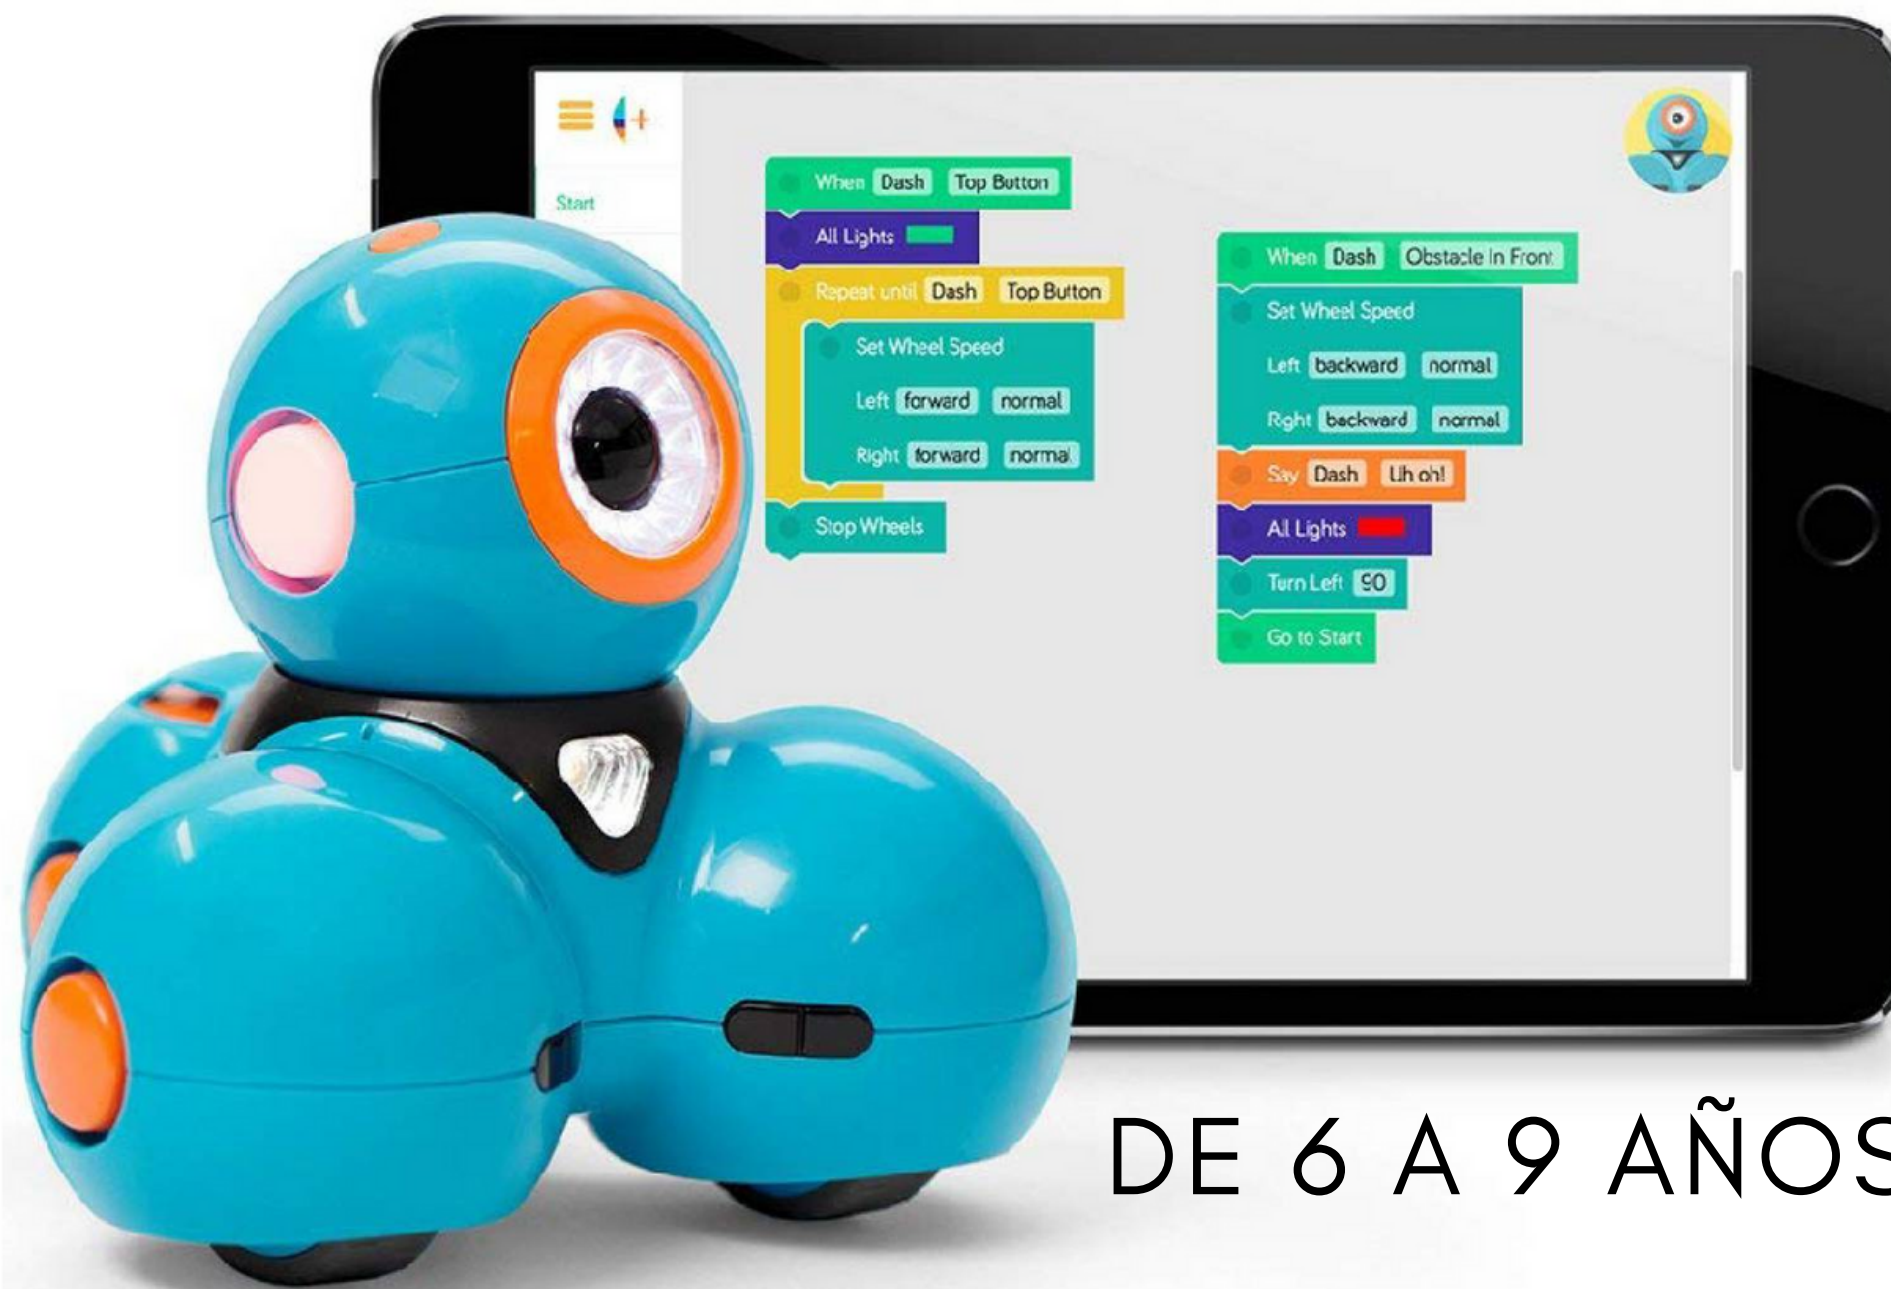 Start
When Dash Top Button
All Lights
Repeat until Dash Top Button
Set Wheel Speed
Left forward normal
Right forward normal
Stop Wheels
When Dash Obstacle In Front
Set Wheel Speed
Left backward normal
Right backward normal
Say Dash Uh oh!
All Lights
Turn Left 90
Go to Start
DE 6 A 9 AÑOS